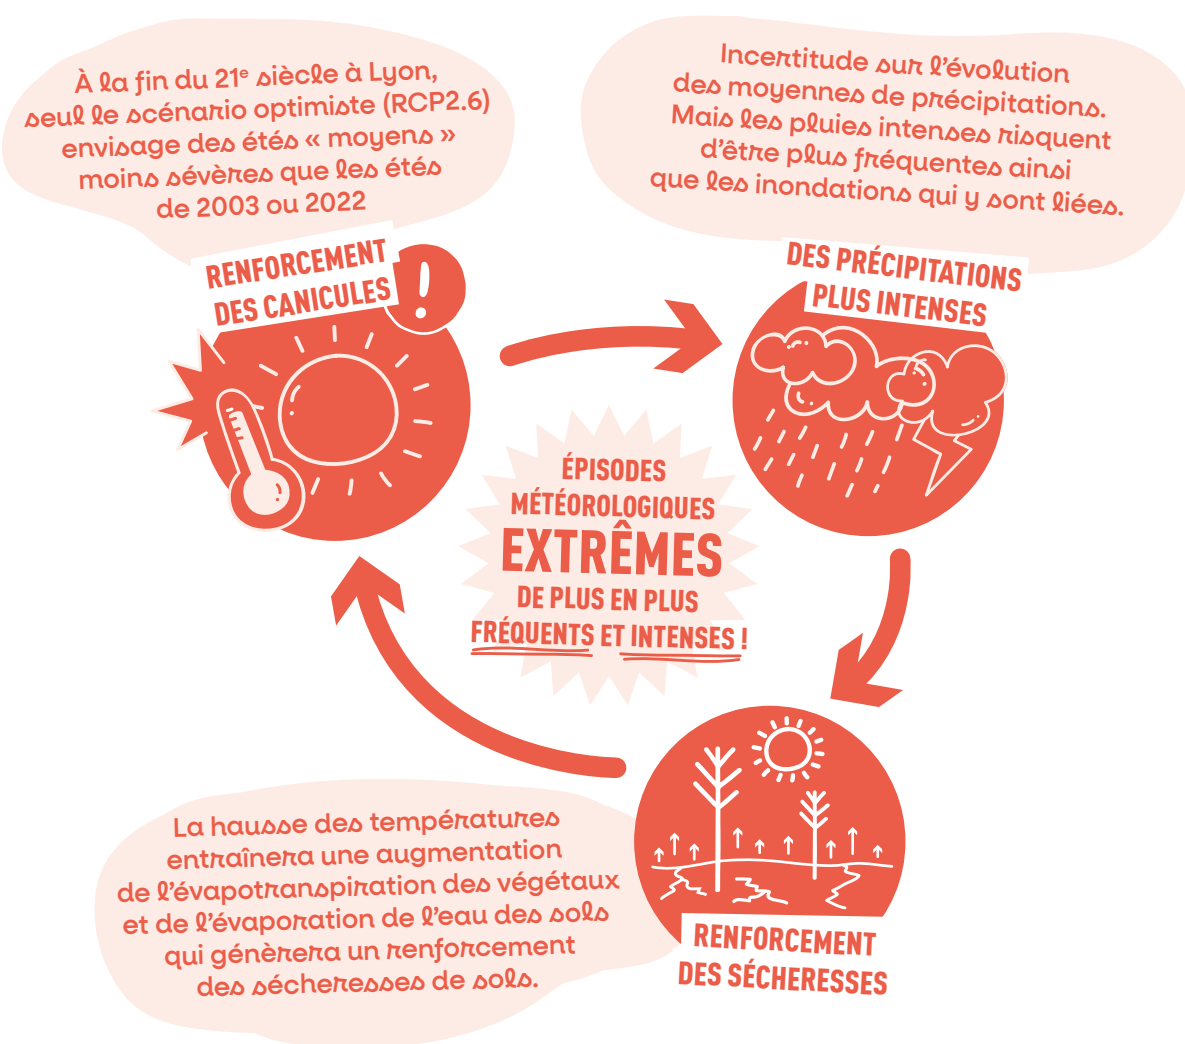 À la fin du 21e siècle à Lyon,
seul le scénario optimiste (RCP2.6)
envisage des étés « moyens »
moins sévères que les étés
de 2003 ou 2022
RENFORCEMENT
DES CANICULES
!
Incertitude sur l’évolution
des moyennes de précipitations.
Mais les pluies intenses risquent
d’être plus fréquentes ainsi
que les inondations qui y sont liées.
DES PRÉCIPITATIONS
PLUS INTENSES
ÉPISODES
MÉTÉOROLOGIQUES
EXTRÊMES
DE PLUS EN PLUS
FRÉQUENTS ET INTENSES !
La hausse des températures
entraînera une augmentation
de l’évapotranspiration des végétaux
et de l’évaporation de l’eau des sols
qui génèrera un renforcement
des sécheresses de sols.
RENFORCEMENT
DES SÉCHERESSES